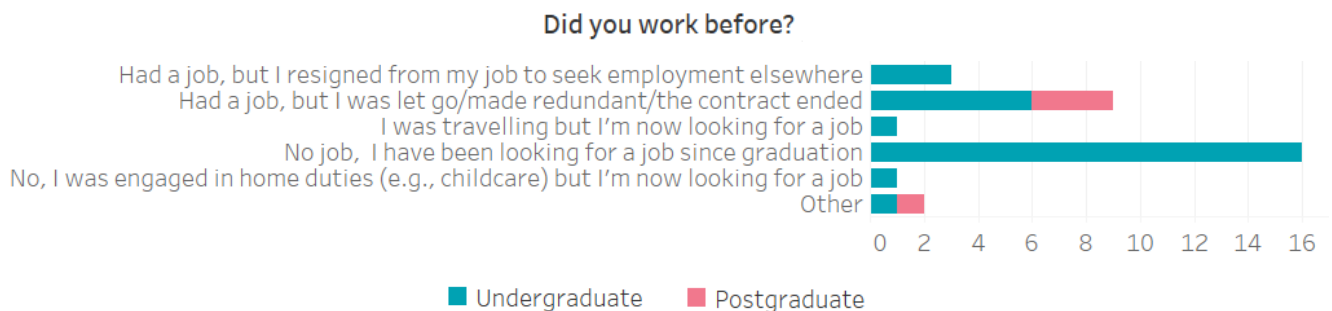 Did you work before?
Had a job, but I resigned from my job to seek employment elsewhere
Had a job, but I was let go/made redundant/the contract ended
I was travelling but I'm now looking for a job
No job,  I have been looking for a job since graduation
No, I was engaged in home duties (e.g., childcare) but I'm now looking for a job
Other
0 2 4 6 8 10 12 14 16
Undergraduate Postgraduate